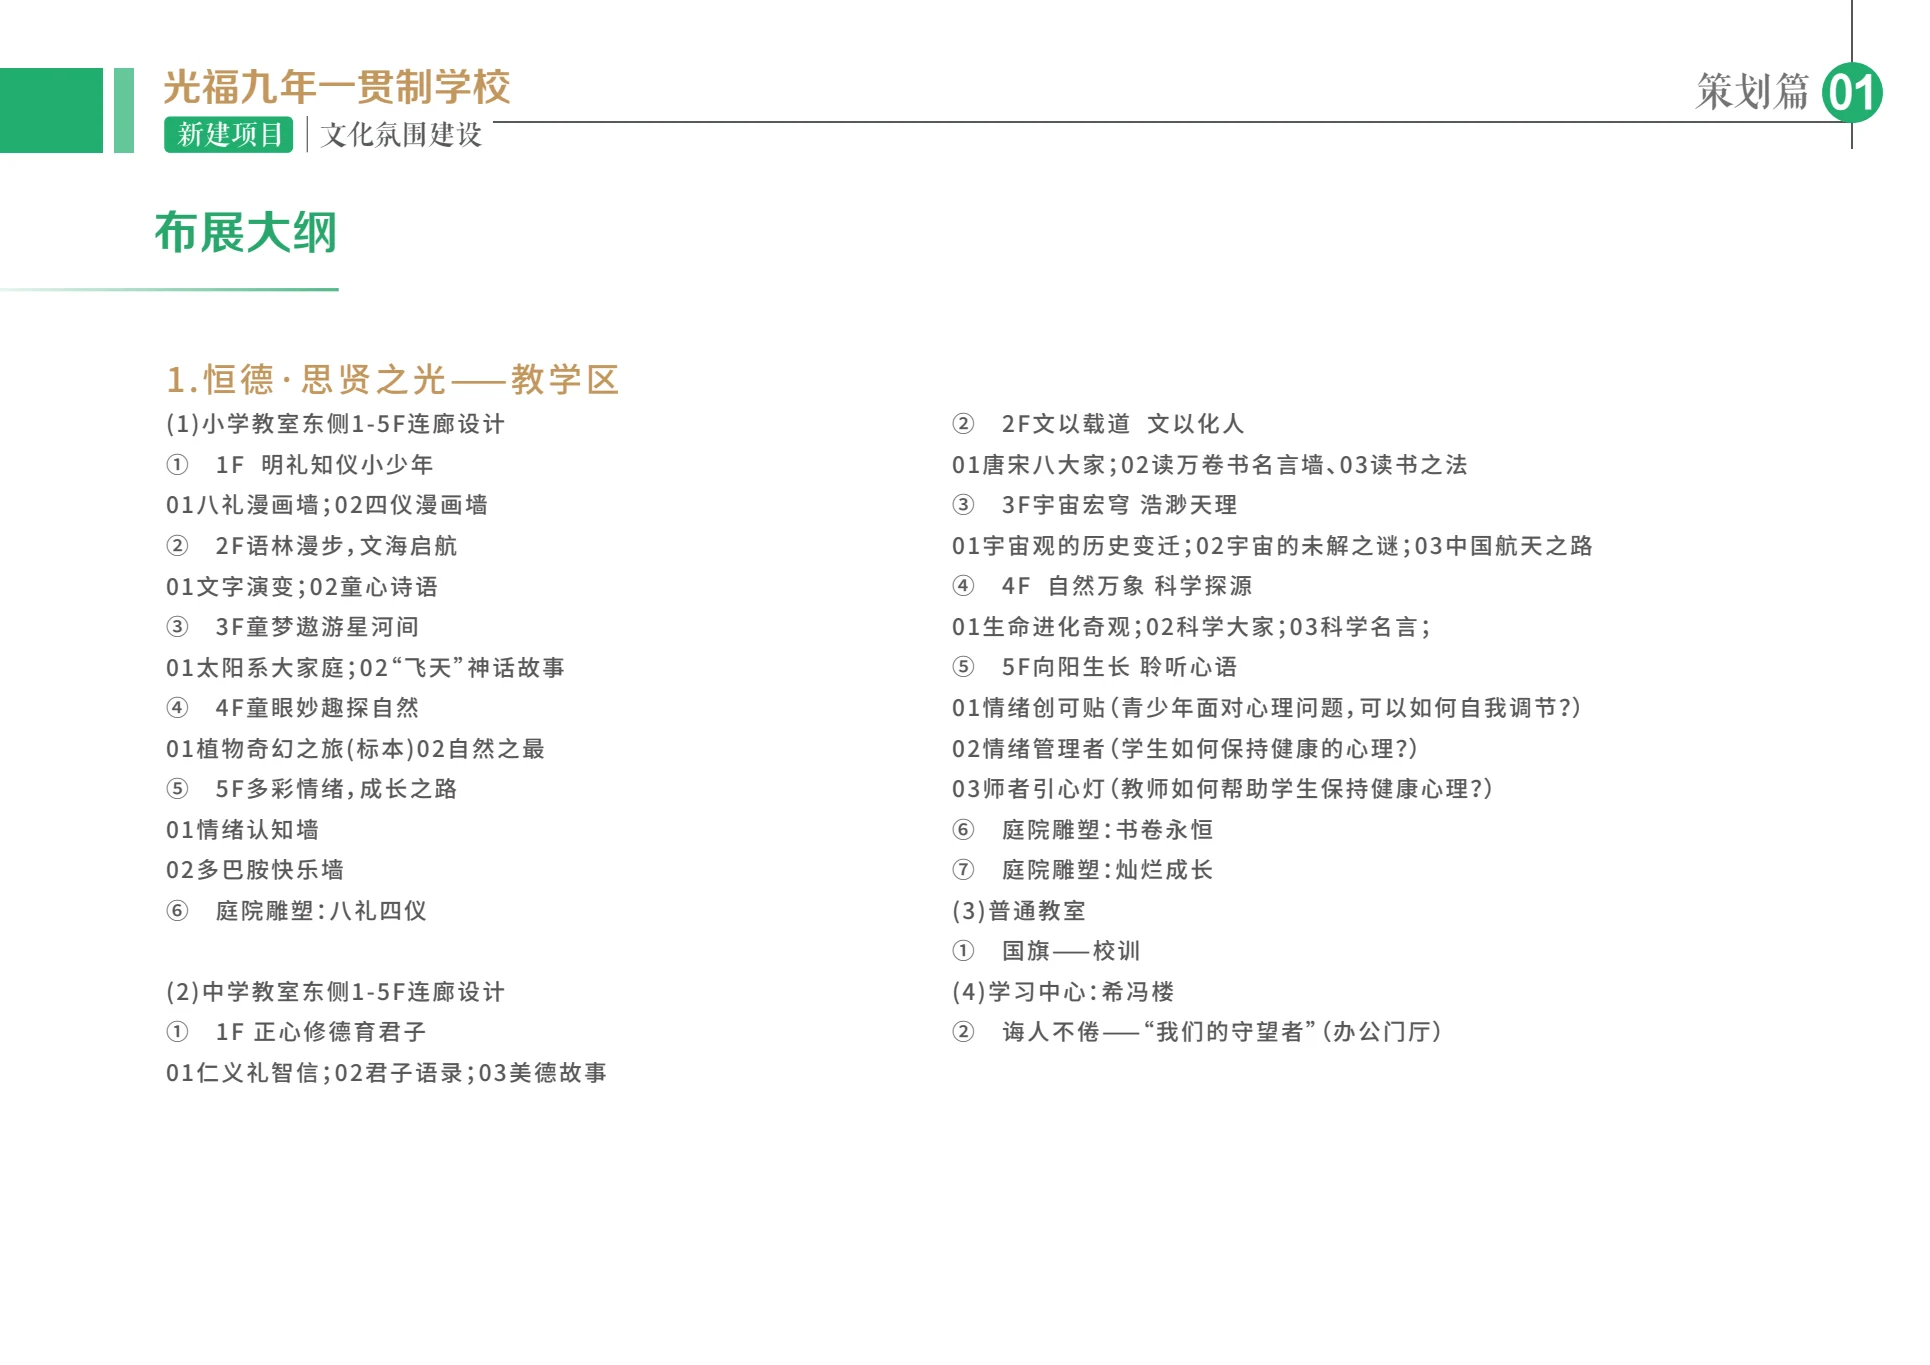 光福九年一贯制学校
新建项目 文化氛围建设
策划篇 01
布展大纲
1.恒德·思贤之光——教学区
(1)小学教室东侧1-5F连廊设计
① 1F 明礼知仪小少年
01八礼漫画墙；02四仪漫画墙
② 2F语林漫步，文海启航
01文字演变；02童心诗语
③ 3F童梦遨游星河间
01太阳系大家庭；02“飞天”神话故事
④ 4F童眼妙趣探自然
01植物奇幻之旅(标本)02自然之最
⑤ 5F多彩情绪，成长之路
01情绪认知墙
02多巴胺快乐墙
⑥ 庭院雕塑：八礼四仪
(2)中学教室东侧1-5F连廊设计
① 1F 正心修德育君子
01仁义礼智信；02君子语录；03美德故事
② 2F文以载道 文以化人
01唐宋八大家；02读万卷书名言墙、03读书之法
③ 3F宇宙宏穹 浩渺天理
01宇宙观的历史变迁；02宇宙的未解之谜；03中国航天之路
④ 4F 自然万象 科学探源
01生命进化奇观；02科学大家；03科学名言；
⑤ 5F向阳生长 聆听心语
01情绪创可贴（青少年面对心理问题，可以如何自我调节？）
02情绪管理者（学生如何保持健康的心理？）
03师者引心灯（教师如何帮助学生保持健康心理？）
⑥ 庭院雕塑：书卷永恒
⑦ 庭院雕塑：灿烂成长
(3)普通教室
① 国旗——校训
(4)学习中心：希冯楼
② 诲人不倦——“我们的守望者”（办公门厅）